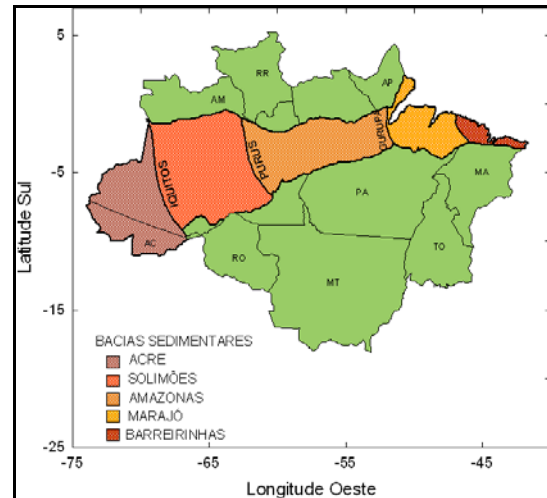 5
-5
-15
-25
-75
-65
-55
-45
Latitude Sul
Longitude Oeste
RR
AP
AM
IQUITOS
PURUS
GURUPÁ
PA
MA
AC
RO
MT
TO
BACIAS SEDIMENTARES
ACRE
SOLIMÕES
AMAZONAS
MARAJÓ
BARREIRINHAS